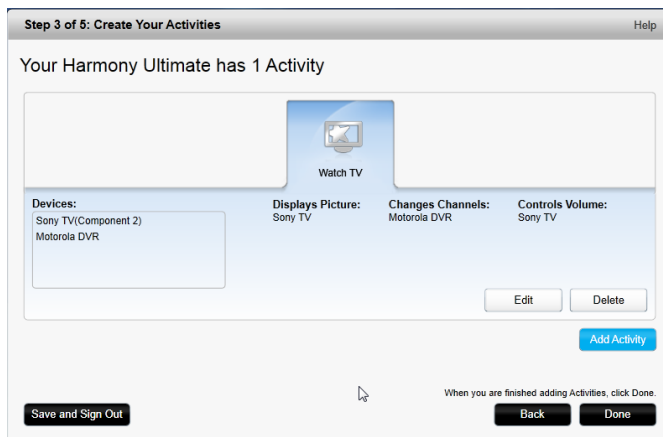 Step 3 of 5: Create Your Activities
Help
Your Harmony Ultimate has 1 Activity
Watch TV
Devices:
Sony TV(Component 2)
Motorola DVR
Displays Picture:
Sony TV
Changes Channels:
Motorola DVR
Controls Volume:
Sony TV
Edit
Delete
Add Activity
When you are finished adding Activities, click Done.
Save and Sign Out
Back
Done